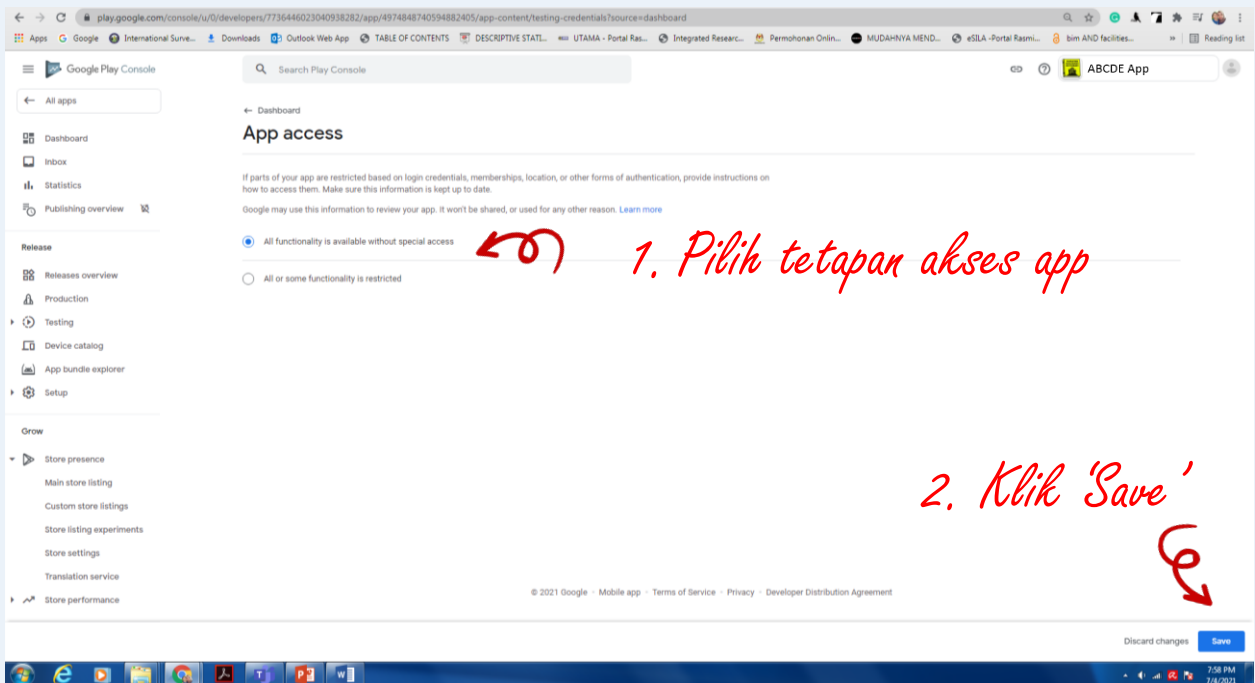 play.google.com/console/u/0/developers/7736446023040938282/app/4974848740594882405/app-content/testing-credentials?source=dashboard
Apps Google International Surve... Downloads Outlook Web App TABLE OF CONTENTS DESCRIPTIVE STATI... UTAMA - Portal Ras... Integrated Researc... Permohonan Onlin... MUDAHNYA MEND... eSILA -Portal Rasmi... bim AND facilities... » Reading list
Google Play Console
Search Play Console
ABCDE App
All apps
← Dashboard
App access
Dashboard
Inbox
Statistics
Publishing overview
If parts of your app are restricted based on login credentials, memberships, location, or other forms of authentication, provide instructions on
how to access them. Make sure this information is kept up to date.
Google may use this information to review your app. It won't be shared, or used for any other reason. Learn more
All functionality is available without special access
1. Pilih tetapan akses app
All or some functionality is restricted
Release
Releases overview
Production
Testing
Device catalog
App bundle explorer
Setup
Grow
Store presence
Main store listing
Custom store listings
Store listing experiments
Store settings
Translation service
Store performance
2. Klik 'Save'
© 2021 Google · Mobile app · Terms of Service · Privacy · Developer Distribution Agreement
Discard changes
Save
7:58 PM
7/4/2021